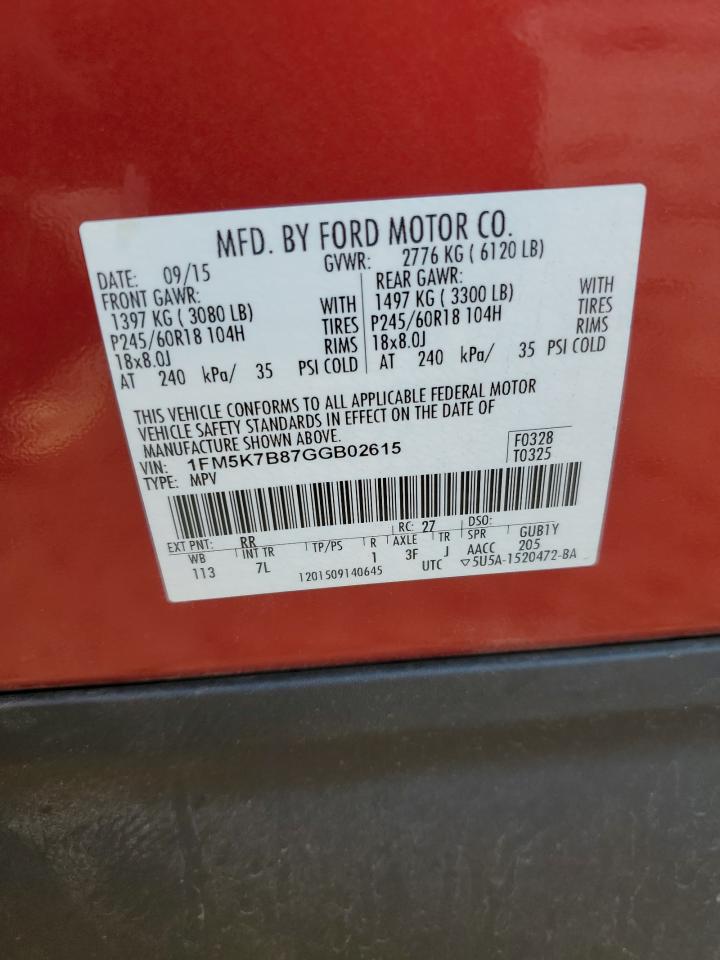 MFD. BY FORD MOTOR CO.
DATE: 09/15 GVWR: 2776 KG ( 6120 LB)
FRONT GAWR: REAR GAWR:
1397 KG ( 3080 LB) WITH 1497 KG ( 3300 LB) WITH
P245/60R18 104H TIRES P245/60R18 104H TIRES
18x8.0J RIMS 18x8.0J RIMS
AT 240 kPa/ 35 PSI COLD AT 240 kPa/ 35 PSI COLD
THIS VEHICLE CONFORMS TO ALL APPLICABLE FEDERAL MOTOR
VEHICLE SAFETY STANDARDS IN EFFECT ON THE DATE OF
MANUFACTURE SHOWN ABOVE.
VIN: 1FM5K7B87GGB02615 F0328
TYPE: MPV T0325
EXT PNT: RR RC: 27 DSO:
WB INT TR TP/PS R AXLE TR SPR GUB1Y
113 7L 1 3F J AACC 205
1201509140645 UTC ▽5U5A-1520472-BA